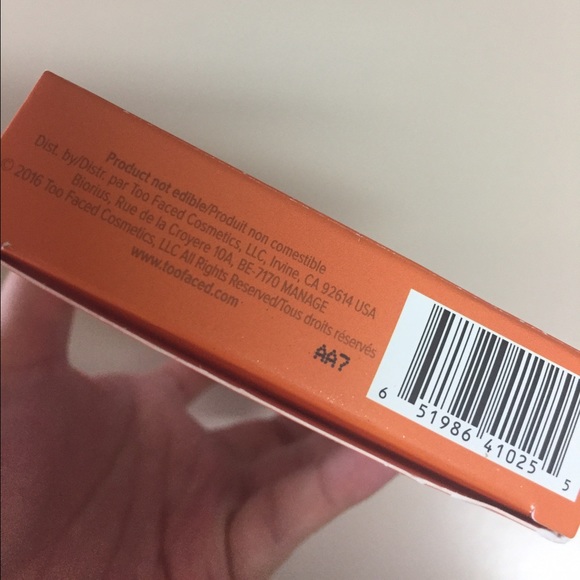 Product not edible/Produit non comestible
Dist. by/Distr. par Too Faced Cosmetics, LLC, Irvine, CA 92614 USA
Biorius, Rue de la Croyere 10A, BE-7170 MANAGE
© 2016 Too Faced Cosmetics, LLC All Rights Reserved/Tous droits réservés
www.toofaced.com
AA7
6 51986 41025 5